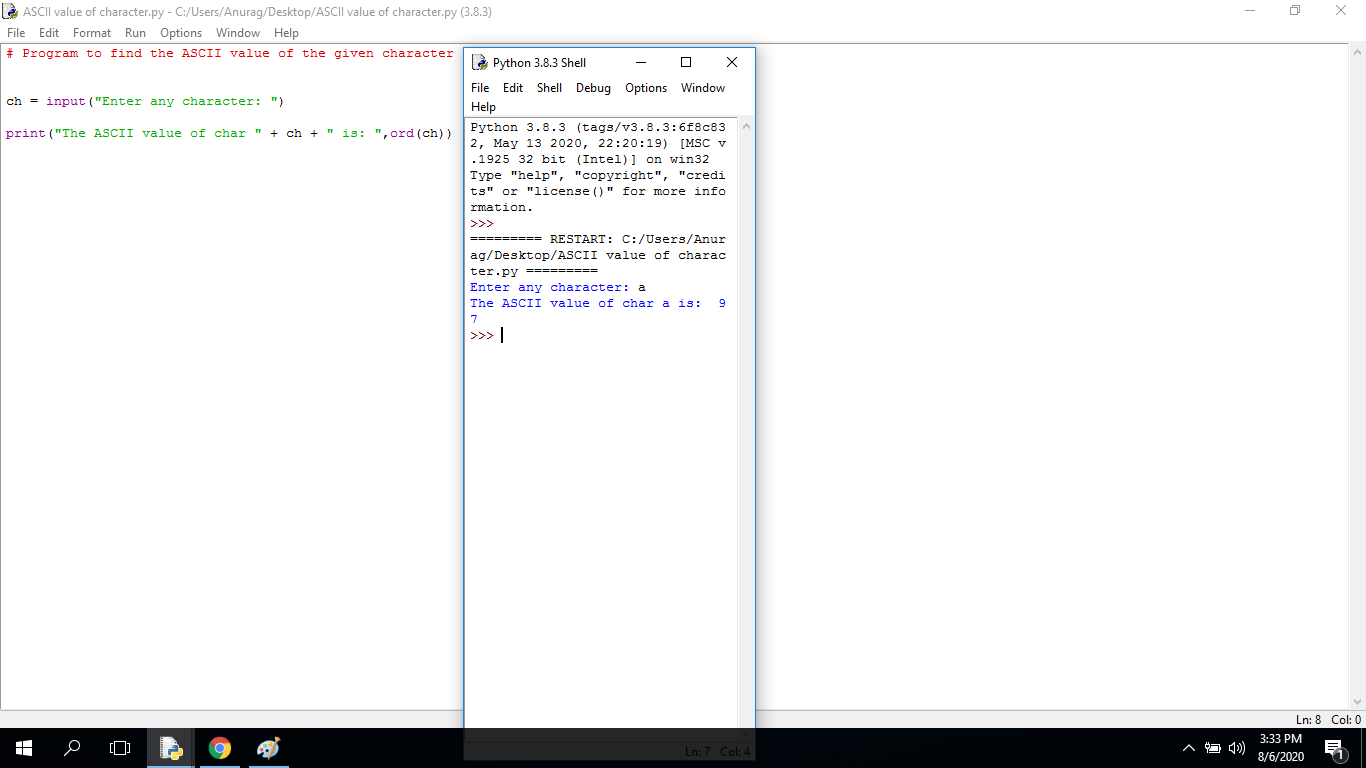 ASCII value of character.py - C:/Users/Anurag/Desktop/ASCII value of character.py (3.8.3)
File Edit Format Run Options Window Help
# Program to find the ASCII value of the given character
ch = input("Enter any character: ")
print("The ASCII value of char " + ch + " is: ",ord(ch))
Python 3.8.3 Shell
File Edit Shell Debug Options Window
Help
Python 3.8.3 (tags/v3.8.3:6f8c83
2, May 13 2020, 22:20:19) [MSC v
.1925 32 bit (Intel)] on win32
Type "help", "copyright", "credi
ts" or "license()" for more info
rmation.
>>>
========= RESTART: C:/Users/Anur
ag/Desktop/ASCII value of charac
ter.py =========
Enter any character: a
The ASCII value of char a is:  9
7
>>>
Ln: 8 Col: 0
Ln: 7 Col: 4
3:33 PM
8/6/2020
1